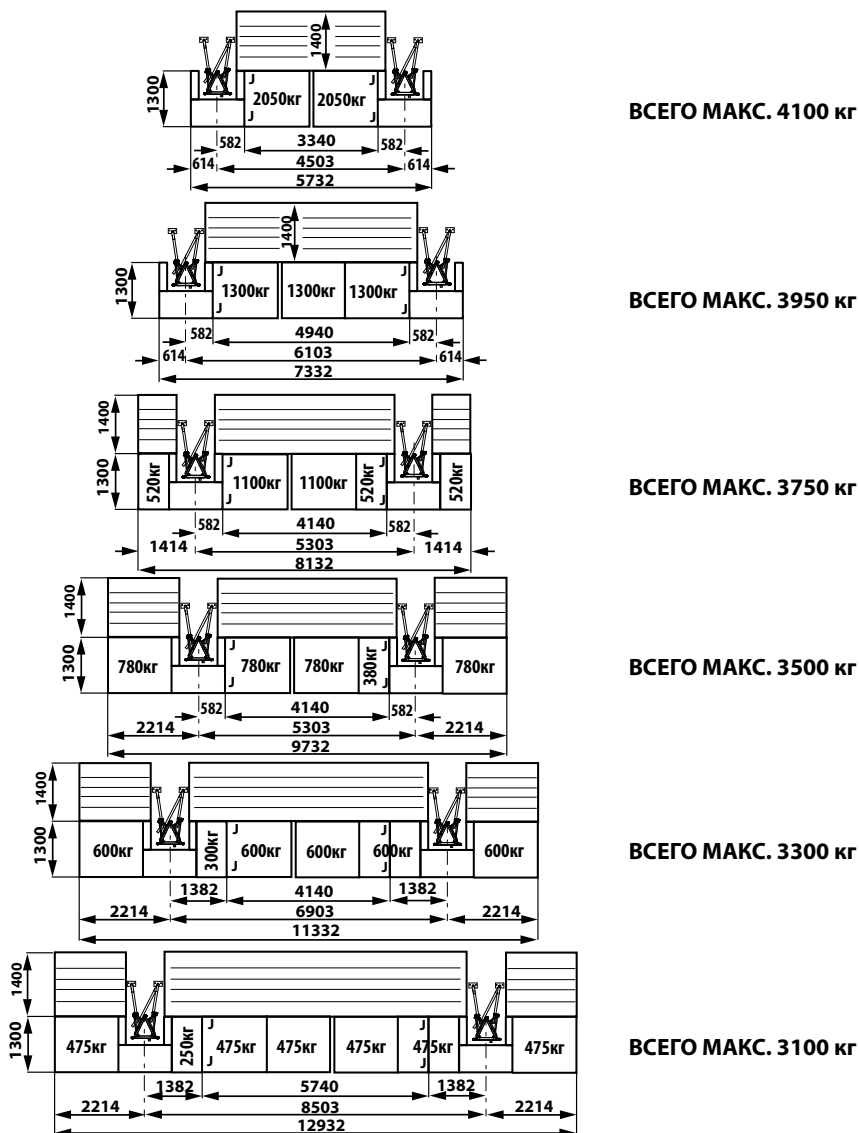 1400
1300
J
J
2050кг
2050кг
J
J
582
3340
582
614
4503
614
5732
ВСЕГО МАКС. 4100 кг
1400
1300
J
J
1300кг
1300кг
1300кг
J
J
582
4940
582
614
6103
614
7332
ВСЕГО МАКС. 3950 кг
1400
1300
520кг
J
J
1100кг
1100кг
520кг
J
J
520кг
582
4140
582
1414
5303
1414
8132
ВСЕГО МАКС. 3750 кг
1400
1300
780кг
J
J
780кг
780кг
380кг
J
J
780кг
582
4140
582
2214
5303
2214
9732
ВСЕГО МАКС. 3500 кг
1400
1300
600кг
300кг
J
J
600кг
600кг
600кг
J
J
600кг
1382
4140
1382
2214
6903
2214
11332
ВСЕГО МАКС. 3300 кг
1400
1300
475кг
250кг
J
J
475кг
475кг
475кг
475кг
J
J
475кг
1382
5740
1382
2214
8503
2214
12932
ВСЕГО МАКС. 3100 кг